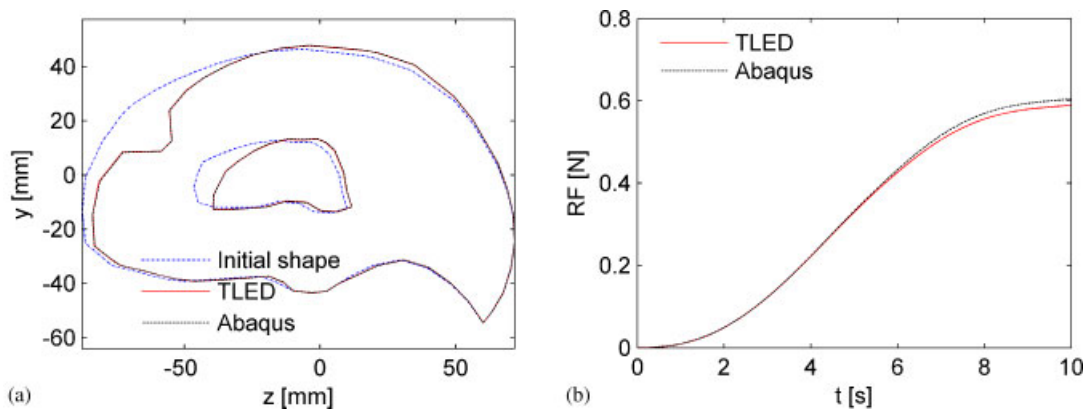 40
20
0
-20
-40
-60
y [mm]
Initial shape
TLED
Abaqus
-50
0
50
z [mm]
(a)
0.8
0.6
0.4
0.2
0
RF [N]
TLED
Abaqus
0
2
4
6
8
10
t [s]
(b)